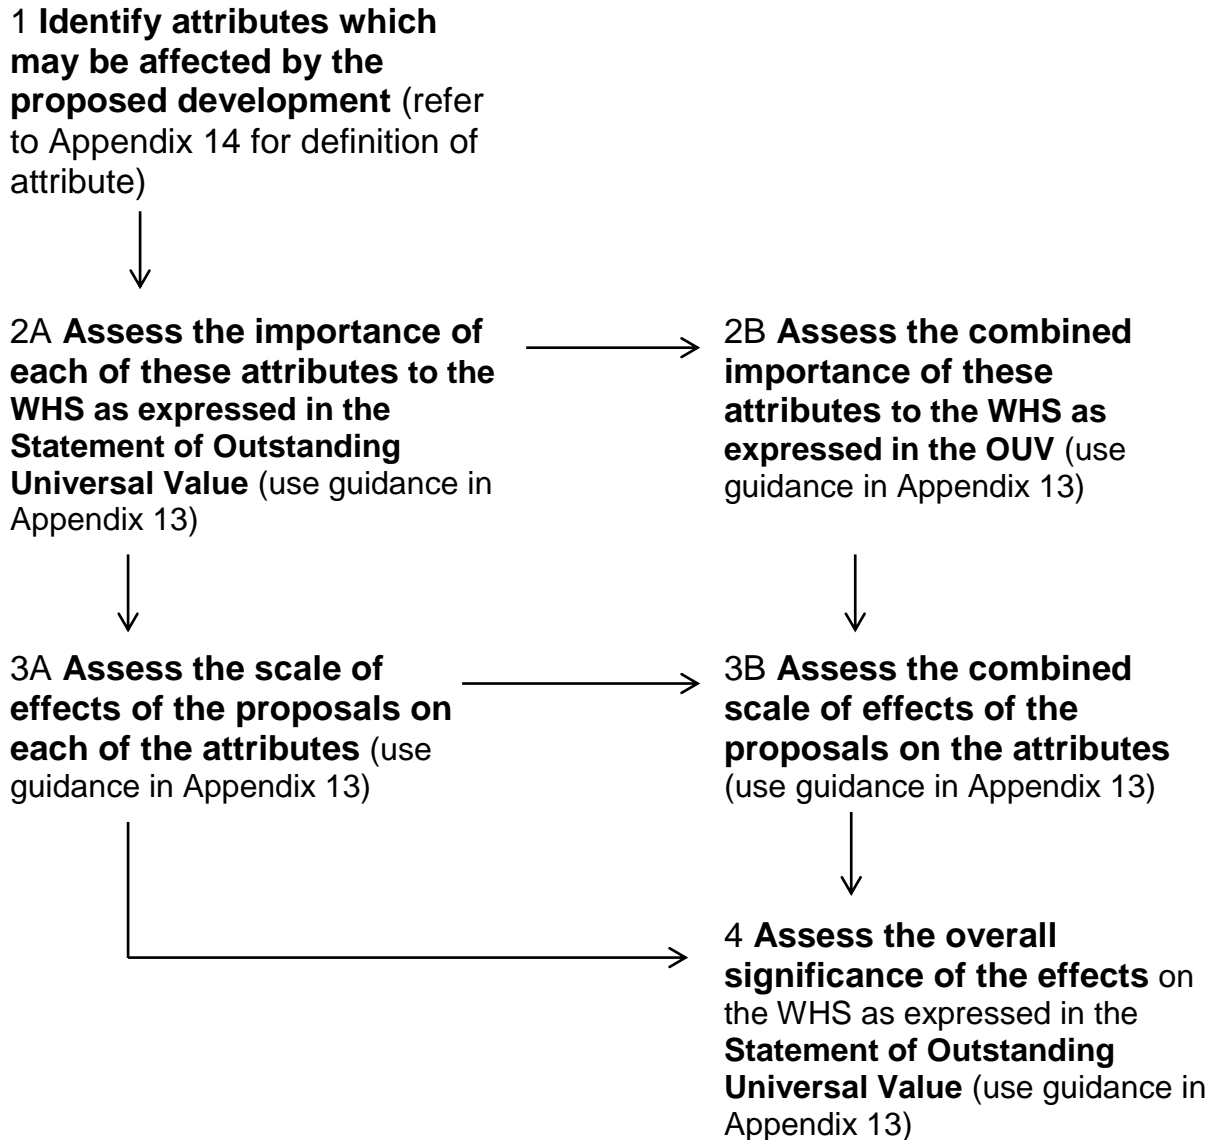 1 Identify attributes which
may be affected by the
proposed development (refer
to Appendix 14 for definition of
attribute)
2A Assess the importance of
each of these attributes to the
WHS as expressed in the
Statement of Outstanding
Universal Value (use guidance in
Appendix 13)
2B Assess the combined
importance of these
attributes to the WHS as
expressed in the OUV (use
guidance in Appendix 13)
3A Assess the scale of
effects of the proposals on
each of the attributes (use
guidance in Appendix 13)
3B Assess the combined
scale of effects of the
proposals on the attributes
(use guidance in Appendix 13)
4 Assess the overall
significance of the effects on
the WHS as expressed in the
Statement of Outstanding
Universal Value (use guidance in
Appendix 13)